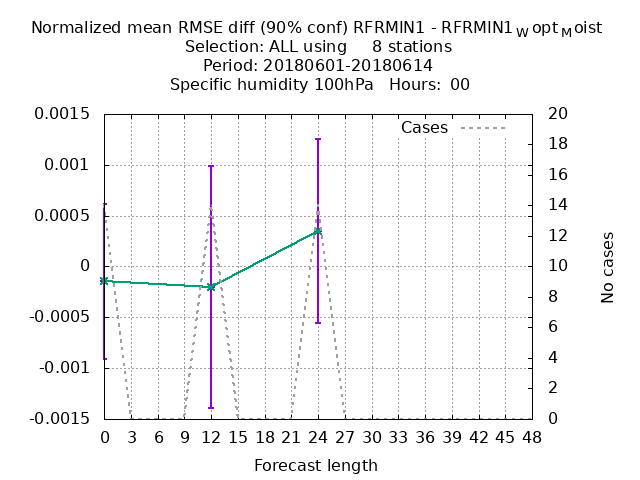 Normalized mean RMSE diff (90% conf) RFRMIN1 - RFRMIN1WoptMoist
Selection: ALL using 8 stations
Period: 20180601-20180614
Specific humidity 100hPa Hours: 00
Cases
0.0015
0.001
0.0005
0
-0.0005
-0.001
-0.0015
20
18
16
14
12
10
8
6
4
2
0
No cases
0 3 6 9 12 15 18 21 24 27 30 33 36 39 42 45 48
Forecast length